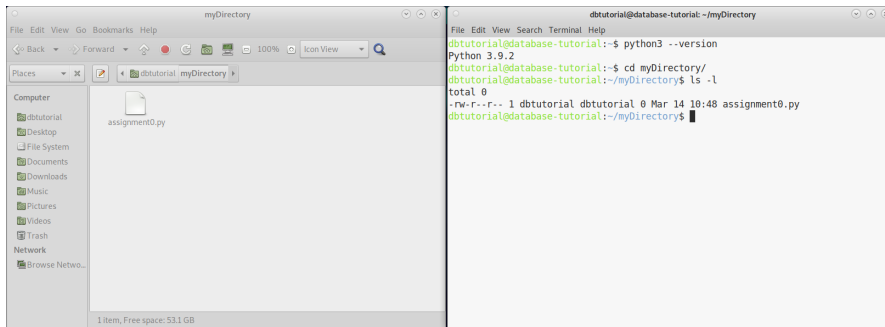 myDirectory
File Edit View Go Bookmarks Help
Back Forward 100% Icon View
Places dbtutorial myDirectory
Computer
dbtutorial
Desktop
File System
Documents
Downloads
Music
Pictures
Videos
Trash
Network
Browse Netwo...
assignment0.py
1 item, Free space: 53.1 GB
dbtutorial@database-tutorial: ~/myDirectory
File Edit View Search Terminal Help
dbtutorial@database-tutorial:~$ python3 --version
Python 3.9.2
dbtutorial@database-tutorial:~$ cd myDirectory/
dbtutorial@database-tutorial:~/myDirectory$ ls -l
total 0
-rw-r--r-- 1 dbtutorial dbtutorial 0 Mar 14 10:48 assignment0.py
dbtutorial@database-tutorial:~/myDirectory$